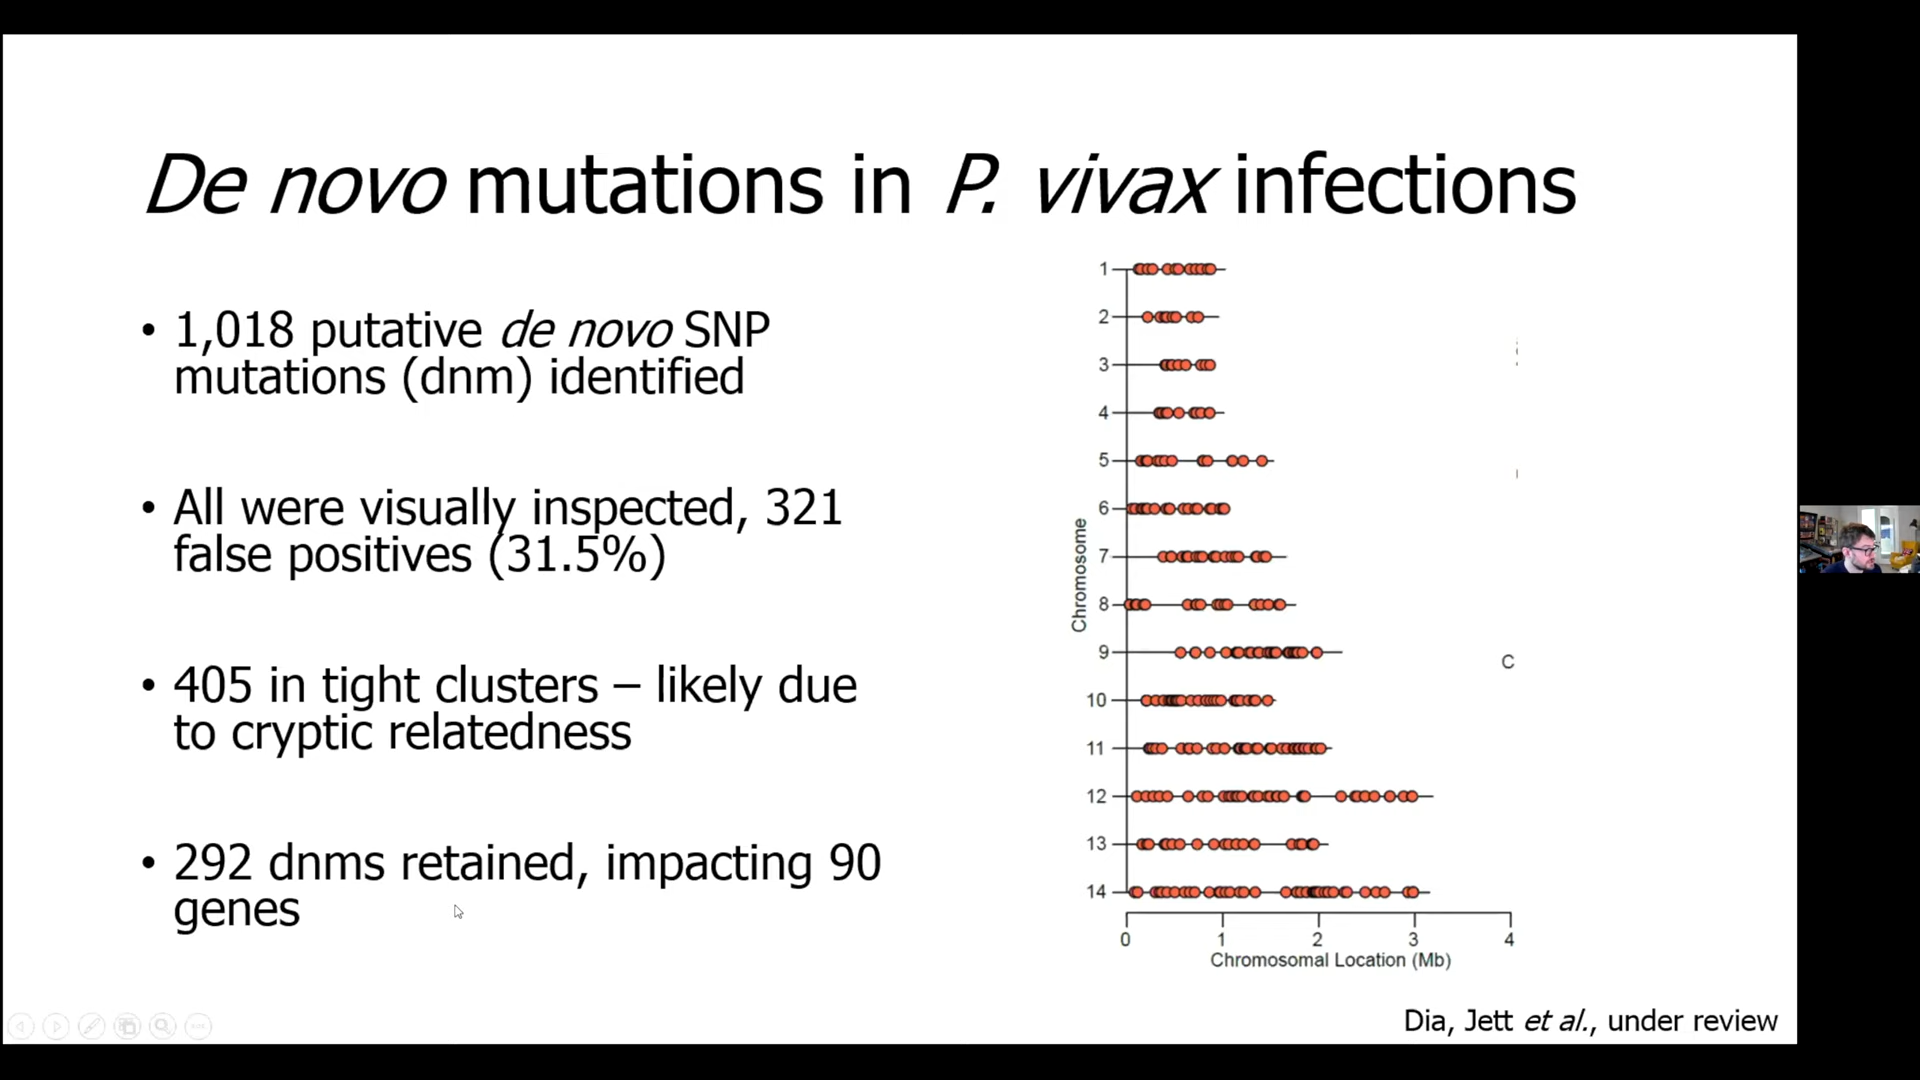 De novo mutations in P. vivax infections
• 1,018 putative de novo SNP
mutations (dnm) identified
• All were visually inspected, 321
false positives (31.5%)
• 405 in tight clusters – likely due
to cryptic relatedness
• 292 dnms retained, impacting 90
genes
Chromosome
1
2
3
4
5
6
7
8
9
10
11
12
13
14
0 1 2 3 4
Chromosomal Location (Mb)
C
Dia, Jett et al., under review